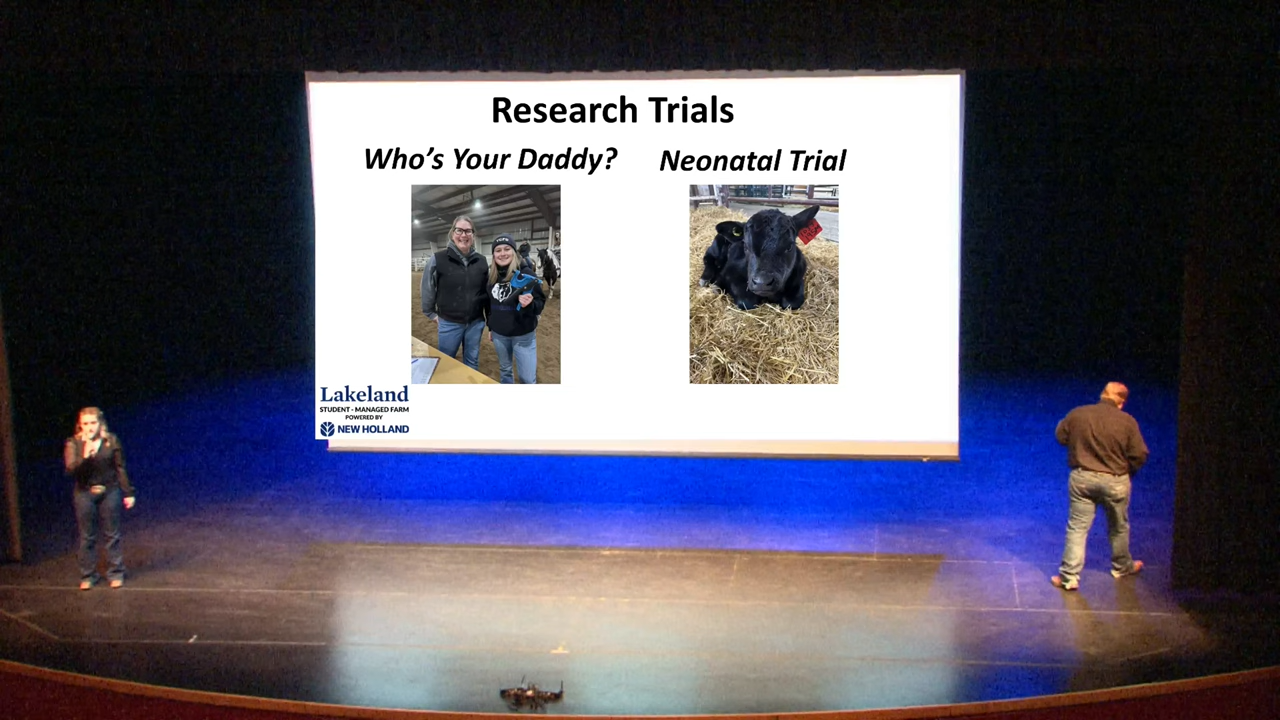 Research Trials
Who's Your Daddy?
Neonatal Trial
Lakeland
STUDENT - MANAGED FARM
POWERED BY
NEW HOLLAND